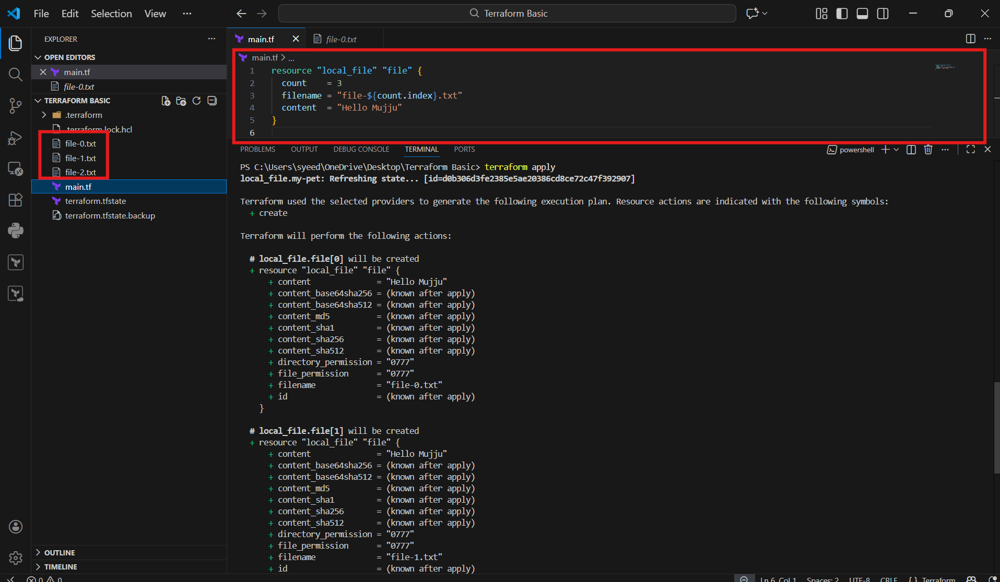 File Edit Selection View
Terraform Basic
EXPLORER
OPEN EDITORS
main.tf
file-0.txt
TERRAFORM BASIC
.terraform
.terraform.lock.hcl
file-0.txt
file-1.txt
file-2.txt
main.tf
terraform.tfstate
terraform.tfstate.backup
OUTLINE
TIMELINE
main.tf
file-0.txt
main.tf > ...
1 resource "local_file" "file" {
2 count    = 3
3 filename = "file-${count.index}.txt"
4 content  = "Hello Mujju"
5 }
6
PROBLEMS OUTPUT DEBUG CONSOLE TERMINAL PORTS
powershell
PS C:\Users\syeed\OneDrive\Desktop\Terraform Basic> terraform apply
local_file.my-pet: Refreshing state... [id=d0b306d3fe2385e5ae20386cd8ce72c47f392907]
Terraform used the selected providers to generate the following execution plan. Resource actions are indicated with the following symbols:
+ create
Terraform will perform the following actions:
# local_file.file[0] will be created
+ resource "local_file" "file" {
+ content              = "Hello Mujju"
+ content_base64sha256 = (known after apply)
+ content_base64sha512 = (known after apply)
+ content_md5          = (known after apply)
+ content_sha1         = (known after apply)
+ content_sha256       = (known after apply)
+ content_sha512       = (known after apply)
+ directory_permission = "0777"
+ file_permission      = "0777"
+ filename             = "file-0.txt"
+ id                   = (known after apply)
}
# local_file.file[1] will be created
+ resource "local_file" "file" {
+ content              = "Hello Mujju"
+ content_base64sha256 = (known after apply)
+ content_base64sha512 = (known after apply)
+ content_md5          = (known after apply)
+ content_sha1         = (known after apply)
+ content_sha256       = (known after apply)
+ content_sha512       = (known after apply)
+ directory_permission = "0777"
+ file_permission      = "0777"
+ filename             = "file-1.txt"
+ id                   = (known after apply)
0 0 Ln 6, Col 1 Spaces: 2 UTF-8 CRLF { } Terraform